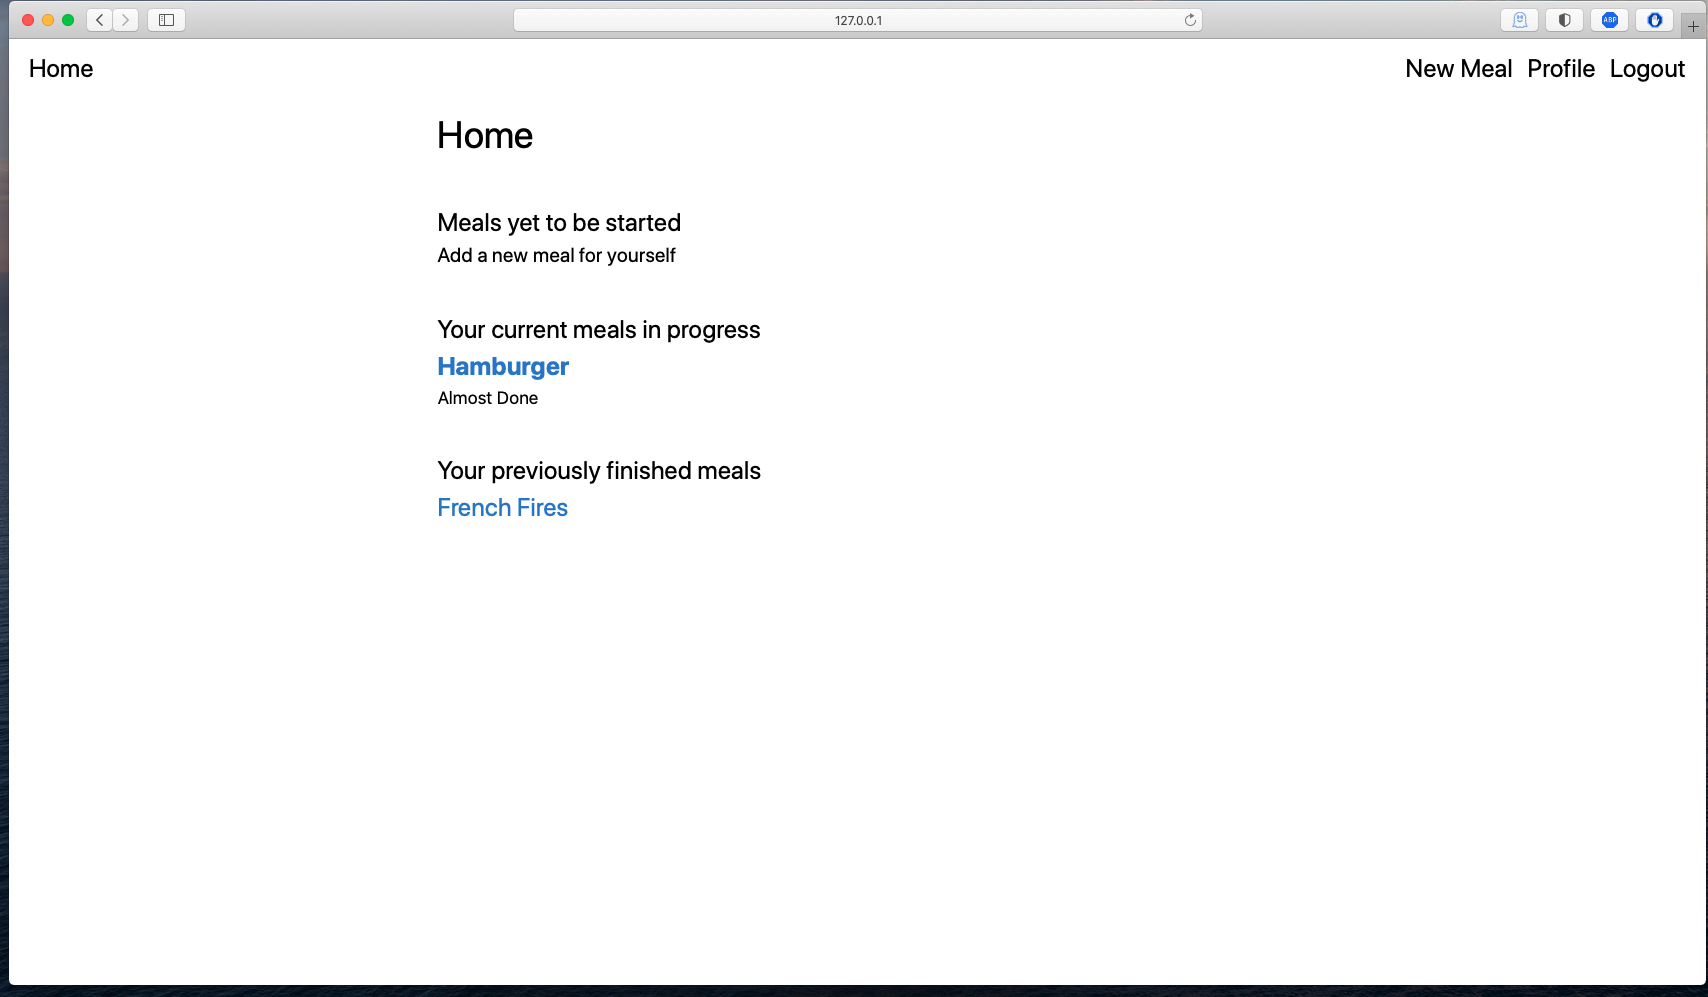 127.0.0.1
ABP
Home
New Meal Profile Logout
Home
Meals yet to be started
Add a new meal for yourself
Your current meals in progress
Hamburger
Almost Done
Your previously finished meals
French Fires